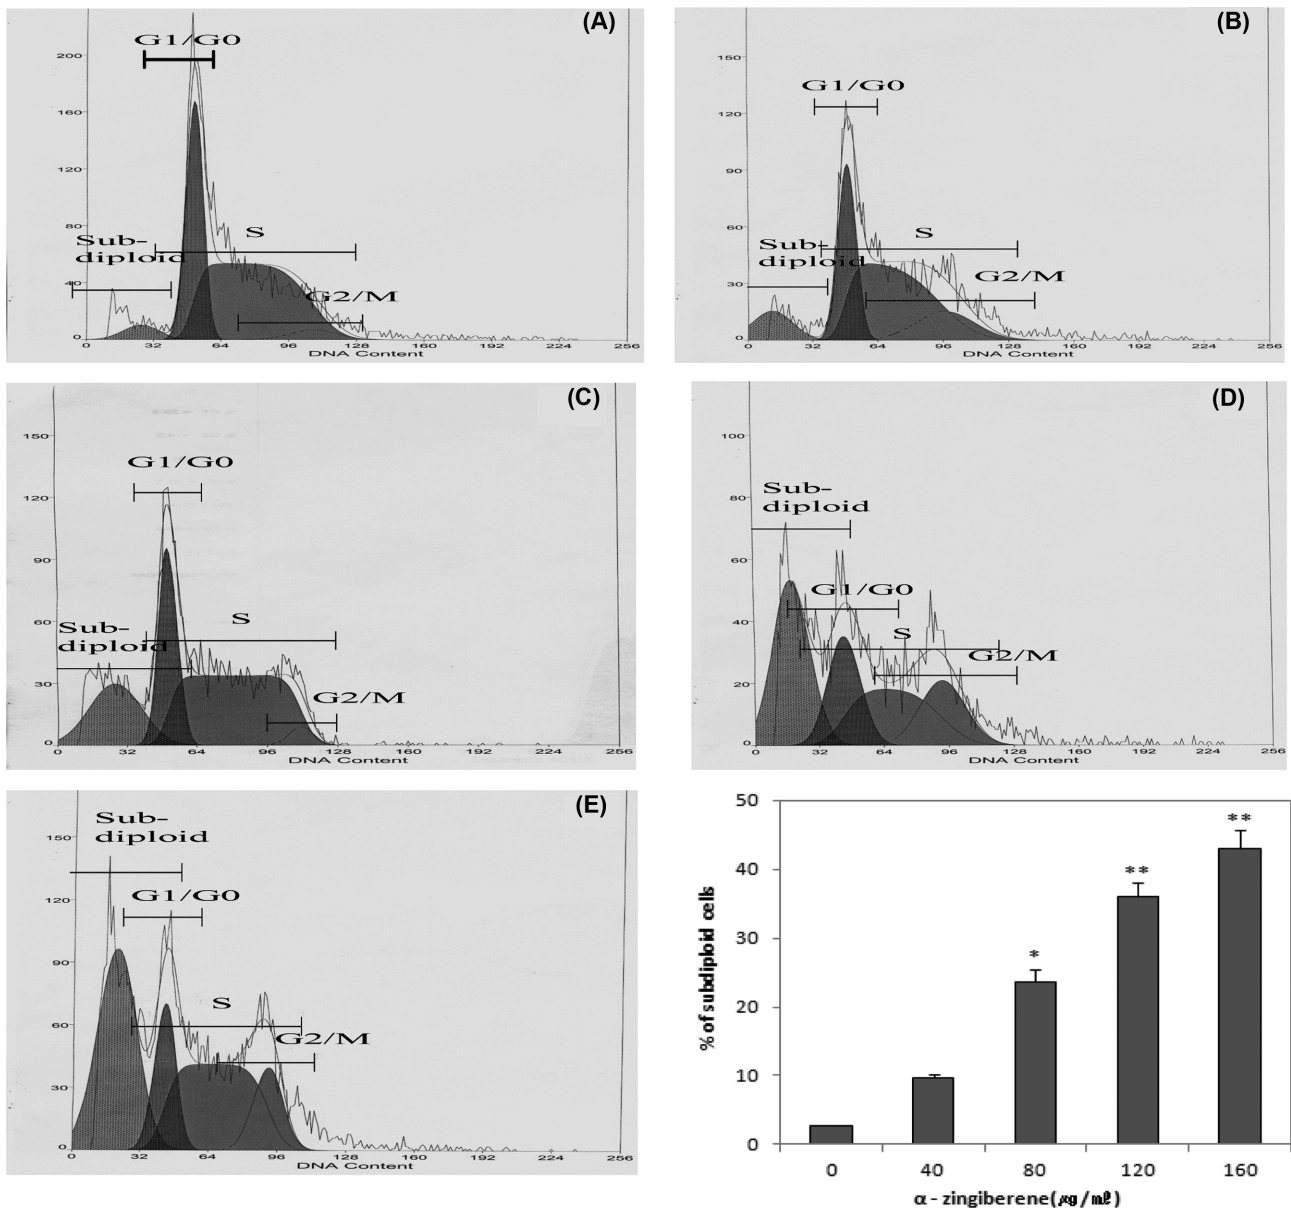 (A)
G1/G0
200
160
120
80
S
Sub-
diploid
40
G2/M
0
0 32 64 96 128 160 192 224 256
DNA Content
(B)
150
G1/G0
120
90
60
S
Sub-
diploid
G2/M
30
0
0 32 64 96 128 160 192 224 256
DNA Content
(C)
150
G1/G0
120
90
60
S
Sub-
diploid
30
G2/M
0
0 32 64 96 128 160 192 224 256
DNA Content
(D)
100
Sub-
diploid
80
60
G1/G0
40
S
G2/M
20
0
0 32 64 96 128 160 192 224 256
DNA Content
(E)
Sub-
diploid
150
G1/G0
120
90
S
60
G2/M
30
0
0 32 64 96 128 160 192 224 256
DNA Content
50
40
30
20
10
0
% of subdiploid cells
*
**
**
0 40 80 120 160
α - zingiberene(㎍/㎖)